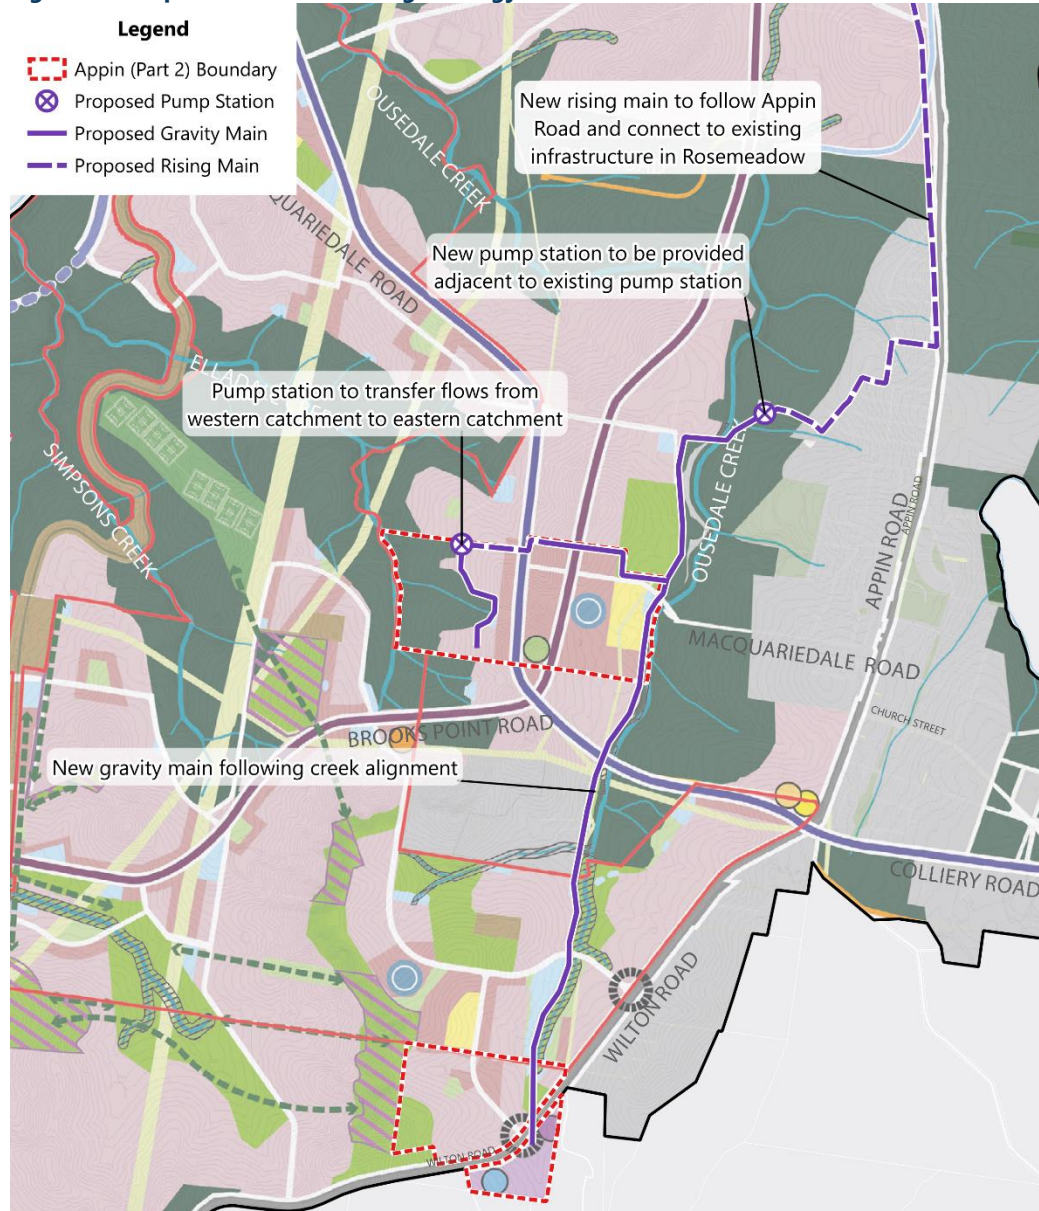 Legend
Appin (Part 2) Boundary
Proposed Pump Station
Proposed Gravity Main
Proposed Rising Main
OUSEDALE CREEK
New rising main to follow Appin
Road and connect to existing
infrastructure in Rosemeadow
QUARIEDALE ROAD
New pump station to be provided
adjacent to existing pump station
Pump station to transfer flows from
western catchment to eastern catchment
SIMPSONS CREEK
OUSEDALE CREEK
APPIN ROAD
APPIN ROAD
MACQUARIEDALE ROAD
CHURCH STREET
BROOKS POINT ROAD
New gravity main following creek alignment
COLLIERY ROAD
WILTON ROAD
WILTON ROAD